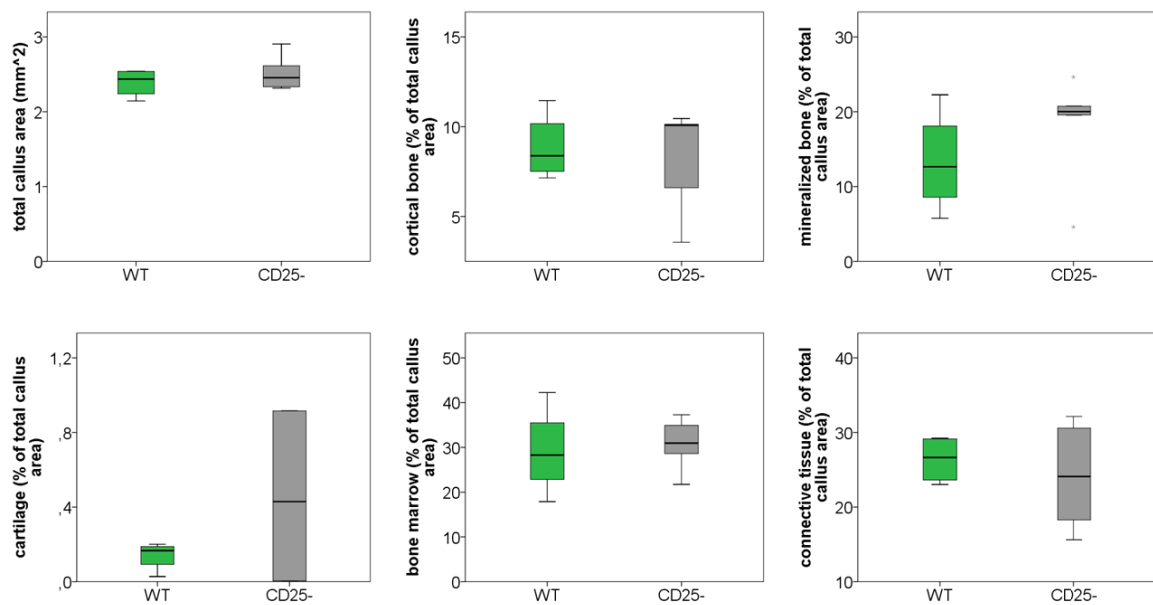 total callus area (mm^2)
3
2
1
0
WT
CD25-
cortical bone (% of total callus
area)
15
10
5
WT
CD25-
mineralized bone (% of total
callus area)
30
20
10
0
WT
CD25-
cartilage (% of total callus
area)
1,2
,8
,4
,0
WT
CD25-
bone marrow (% of total callus
area)
50
40
30
20
10
0
WT
CD25-
connective tissue (% of total
callus area)
40
30
20
10
WT
CD25-